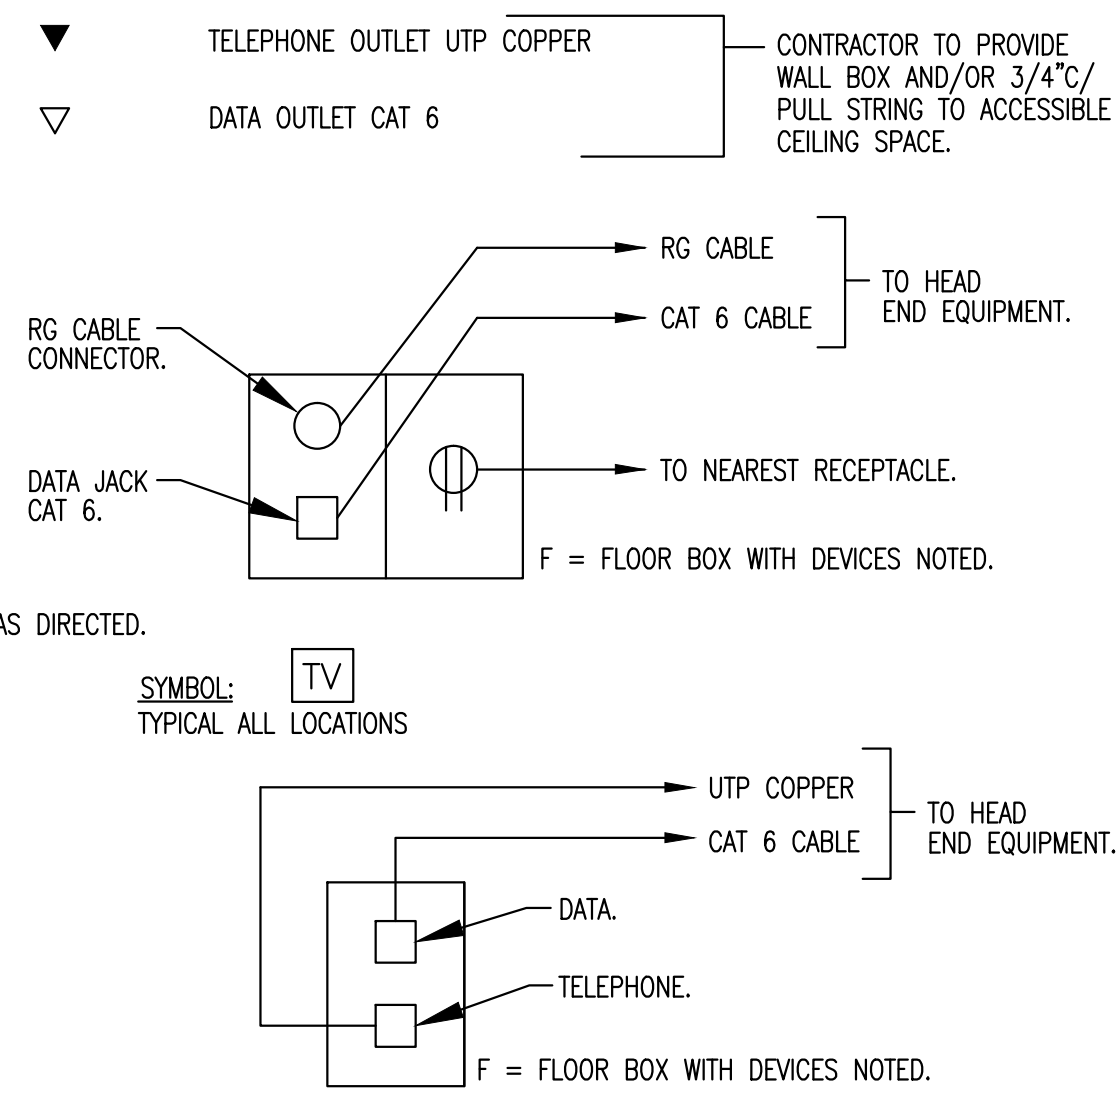 TELEPHONE OUTLET UTP COPPER
DATA OUTLET CAT 6
CONTRACTOR TO PROVIDE
WALL BOX AND/OR 3/4"C/
PULL STRING TO ACCESSIBLE
CEILING SPACE.
RG CABLE
CAT 6 CABLE
TO HEAD
END EQUIPMENT.
RG CABLE
CONNECTOR.
DATA JACK
CAT 6.
TO NEAREST RECEPTACLE.
F = FLOOR BOX WITH DEVICES NOTED.
AS DIRECTED.
SYMBOL:
TV
TYPICAL ALL LOCATIONS
UTP COPPER
CAT 6 CABLE
TO HEAD
END EQUIPMENT.
DATA.
TELEPHONE.
F = FLOOR BOX WITH DEVICES NOTED.